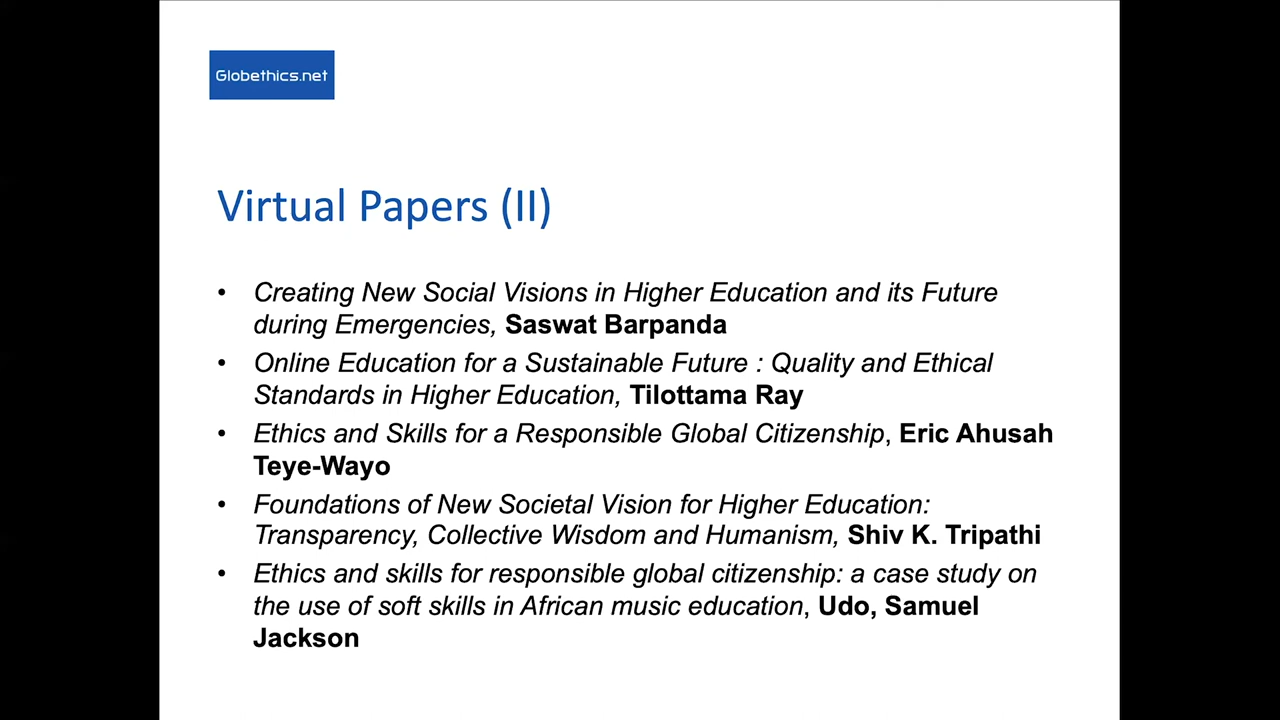 Globethics.net
Virtual Papers (II)
• Creating New Social Visions in Higher Education and its Future
during Emergencies, Saswat Barpanda
• Online Education for a Sustainable Future : Quality and Ethical
Standards in Higher Education, Tilottama Ray
• Ethics and Skills for a Responsible Global Citizenship, Eric Ahusah
Teye-Wayo
• Foundations of New Societal Vision for Higher Education:
Transparency, Collective Wisdom and Humanism, Shiv K. Tripathi
• Ethics and skills for responsible global citizenship: a case study on
the use of soft skills in African music education, Udo, Samuel
Jackson